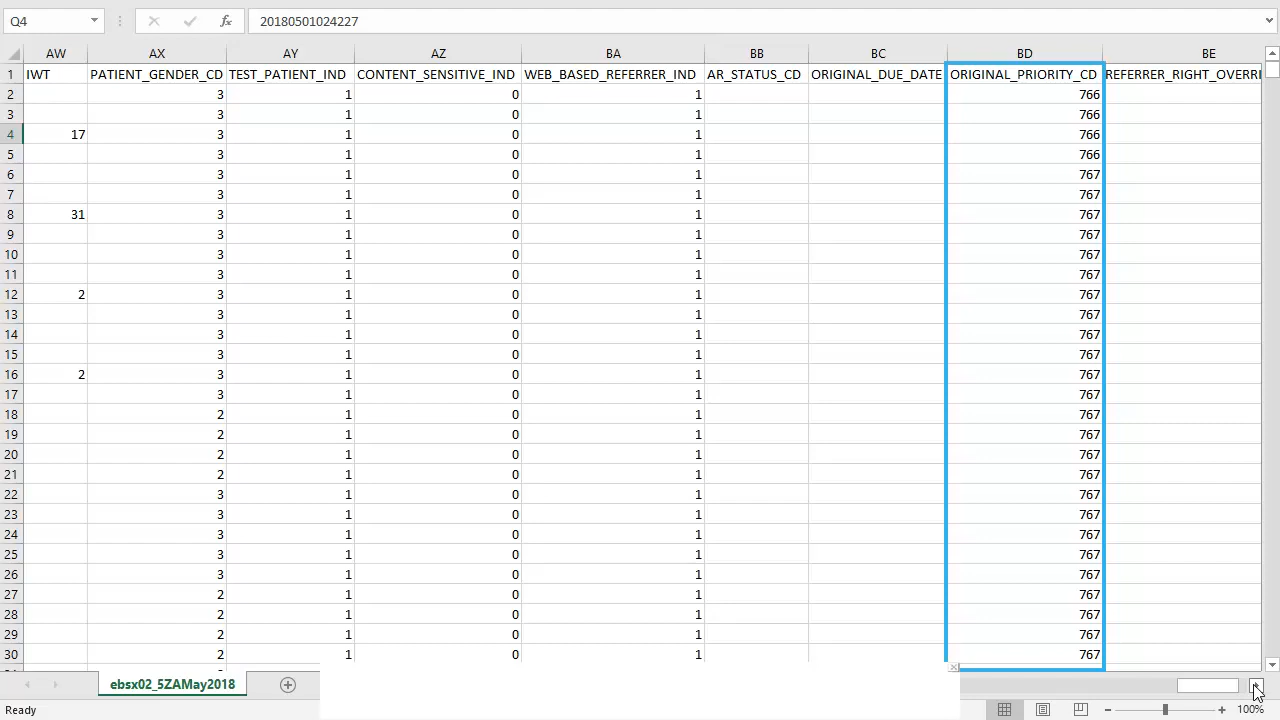 Q4 fx 20180501024227
AW AX AY AZ BA BB BC BD BE
1 IWT PATIENT_GENDER_CD TEST_PATIENT_IND CONTENT_SENSITIVE_IND WEB_BASED_REFERRER_IND AR_STATUS_CD ORIGINAL_DUE_DATE ORIGINAL_PRIORITY_CD REFERRER_RIGHT_OVERRI
2 3 1 0 1 766
3 3 1 0 1 766
4 17 3 1 0 1 766
5 3 1 0 1 766
6 3 1 0 1 767
7 3 1 0 1 767
8 31 3 1 0 1 767
9 3 1 0 1 767
10 3 1 0 1 767
11 3 1 0 1 767
12 2 3 1 0 1 767
13 3 1 0 1 767
14 3 1 0 1 767
15 3 1 0 1 767
16 2 3 1 0 1 767
17 3 1 0 1 767
18 2 1 0 1 767
19 2 1 0 1 767
20 2 1 0 1 767
21 2 1 0 1 767
22 3 1 0 1 767
23 3 1 0 1 767
24 3 1 0 1 767
25 3 1 0 1 767
26 3 1 0 1 767
27 2 1 0 1 767
28 2 1 0 1 767
29 2 1 0 1 767
30 2 1 0 1 767
ebsx02_5ZAMay2018
Ready 100%